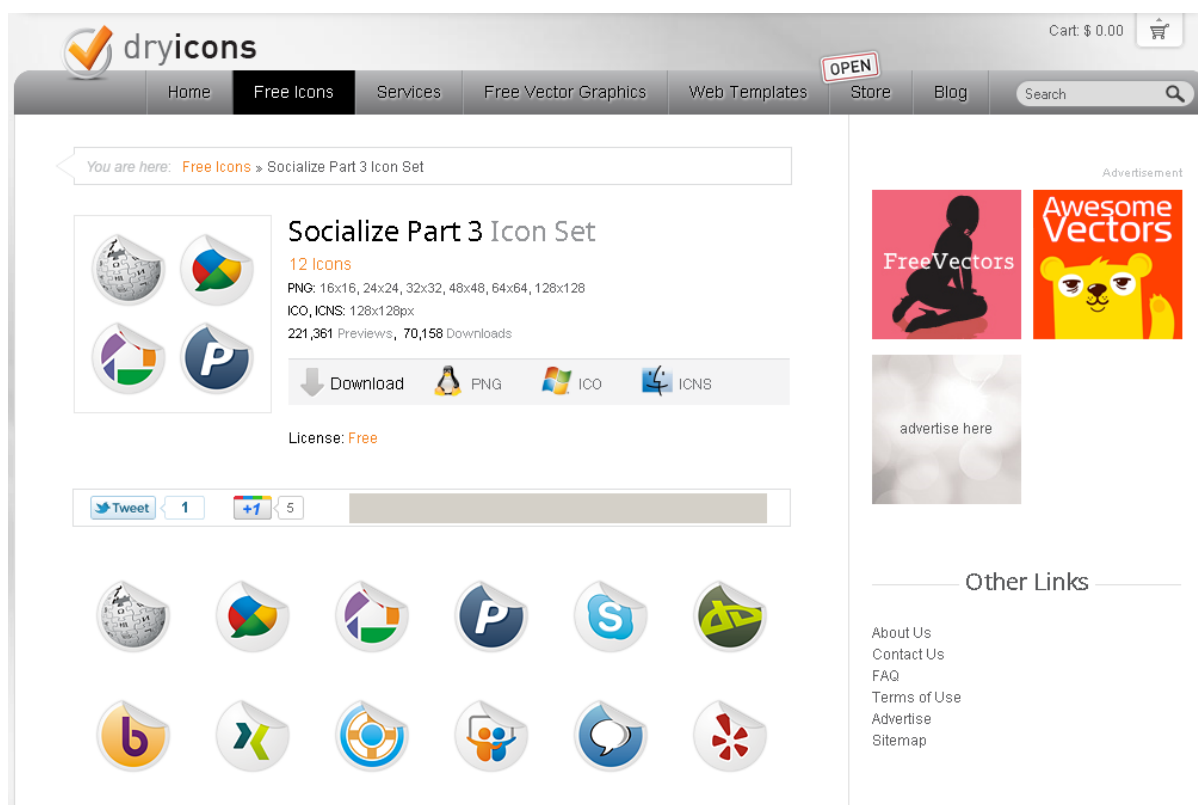 dryicons
Cart: $ 0.00
Home
Free Icons
Services
Free Vector Graphics
Web Templates
OPEN
Store
Blog
Search
You are here: Free Icons » Socialize Part 3 Icon Set
Socialize Part 3 Icon Set
12 Icons
PNG: 16x16, 24x24, 32x32, 48x48, 64x64, 128x128
ICO, ICNS: 128x128px
221,361 Previews, 70,158 Downloads
Download
PNG
ICO
ICNS
License: Free
Tweet
1
+1
5
Advertisement
FreeVectors
Awesome
Vectors
advertise here
Other Links
About Us
Contact Us
FAQ
Terms of Use
Advertise
Sitemap